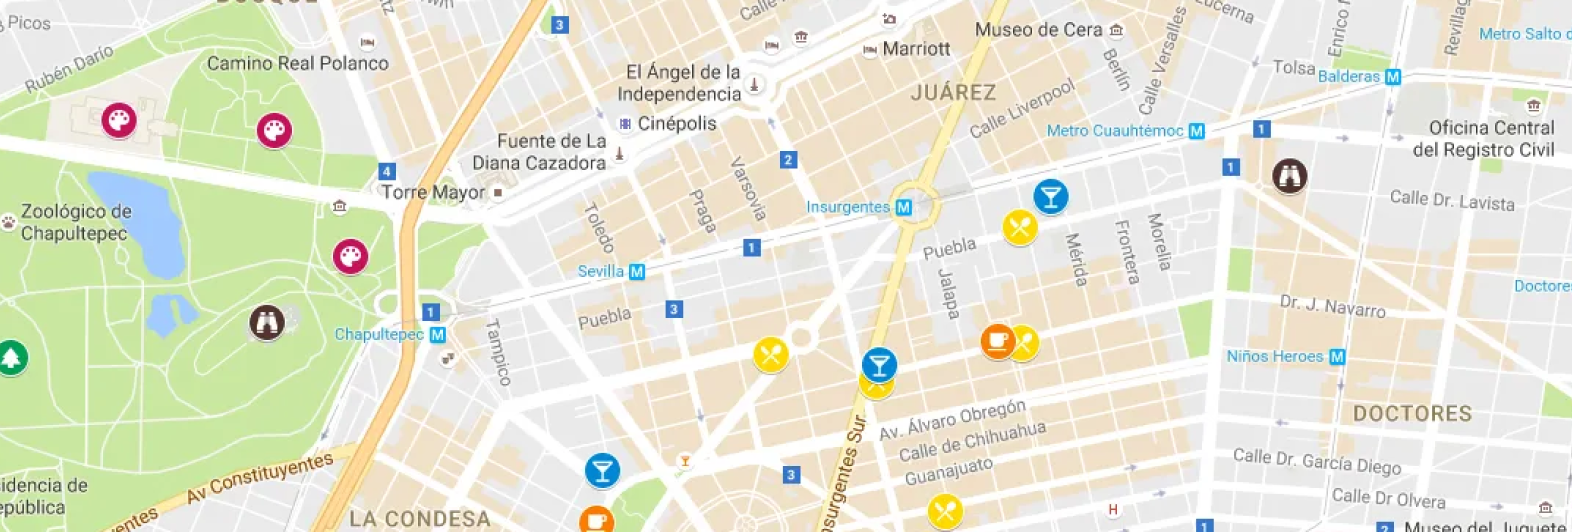 BOSQUE
Calle
Lucerna
Picos
3
Museo de Cera
Calle Versalles
Revillag
Metro Salto d
Marriott
Rubén Darío
Camino Real Polanco
El Ángel de la
Independencia
JUÁREZ
Berlín
Tolsa
Balderas M
Cinépolis
Calle Liverpool
Metro Cuauhtémoc M
1
Oficina Central
del Registro Civil
Fuente de La
Diana Cazadora
2
4
Torre Mayor
Varsovia
Praga
1
Calle Dr. Lavista
Zoológico de
Chapultepec
Toledo
Insurgentes M
Puebla
Mérida
Frontera
Morelia
1
Sevilla M
Jalapa
Doctores
1
3
Puebla
Dr. J. Navarro
Chapultepec M
Tampico
Niños Heroes M
Av. Álvaro Obregón
DOCTORES
Calle de Chihuahua
Guanajuato
Insurgentes Sur
Av Constituyentes
3
Calle Dr. García Diego
idencia de
epública
Calle Dr Olvera
LA CONDESA
H
1
2
Museo del Juguete